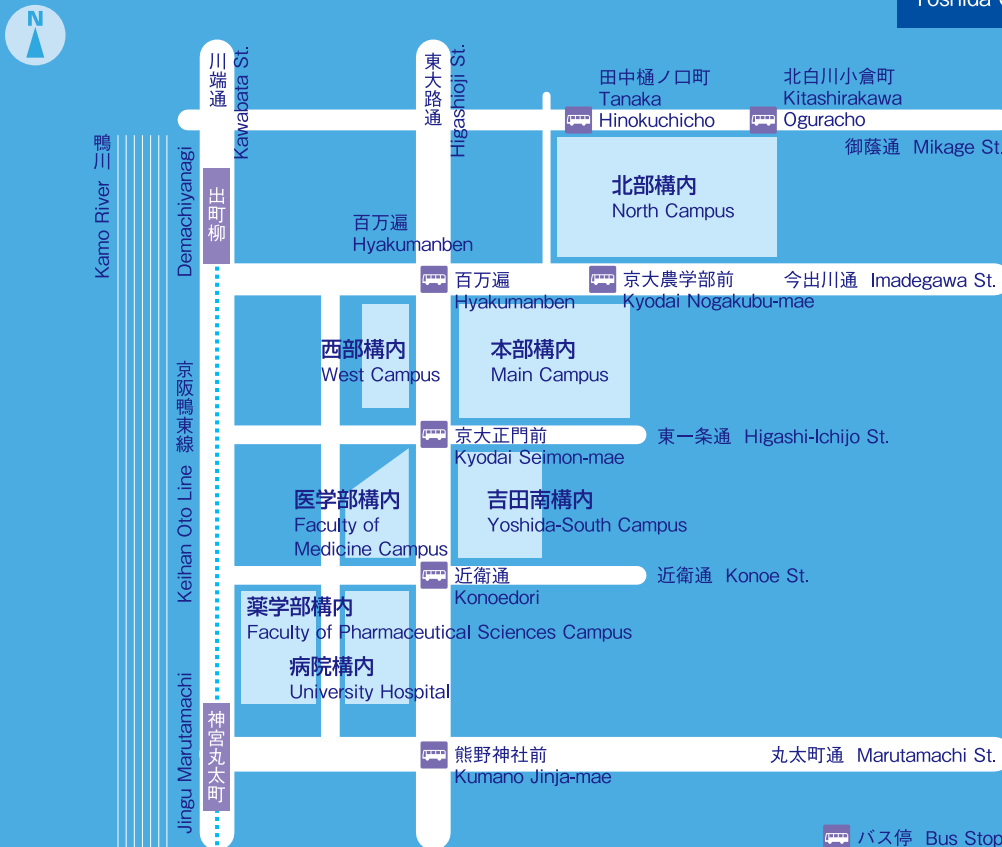 Yoshida
N
川端通
Kawabata St.
東大路通
Higashioji St.
田中樋ノ口町
Tanaka
Hinokuchicho
北白川小倉町
Kitashirakawa
Oguracho
御蔭通 Mikage St.
鴨川
Kamo River
出町柳
Demachiyanagi
北部構内
North Campus
百万遍
Hyakumanben
百万遍
Hyakumanben
京大農学部前
Kyodai Nogakubu-mae
今出川通 Imadegawa St.
西部構内
West Campus
本部構内
Main Campus
京阪鴨東線
Keihan Oto Line
京大正門前
Kyodai Seimon-mae
東一条通 Higashi-Ichijo St.
医学部構内
Faculty of
Medicine Campus
吉田南構内
Yoshida-South Campus
近衛通
Konoedori
近衛通 Konoe St.
薬学部構内
Faculty of Pharmaceutical Sciences Campus
病院構内
University Hospital
神宮丸太町
Jingu Marutamachi
熊野神社前
Kumano Jinja-mae
丸太町通 Marutamachi St.
バス停 Bus Stop